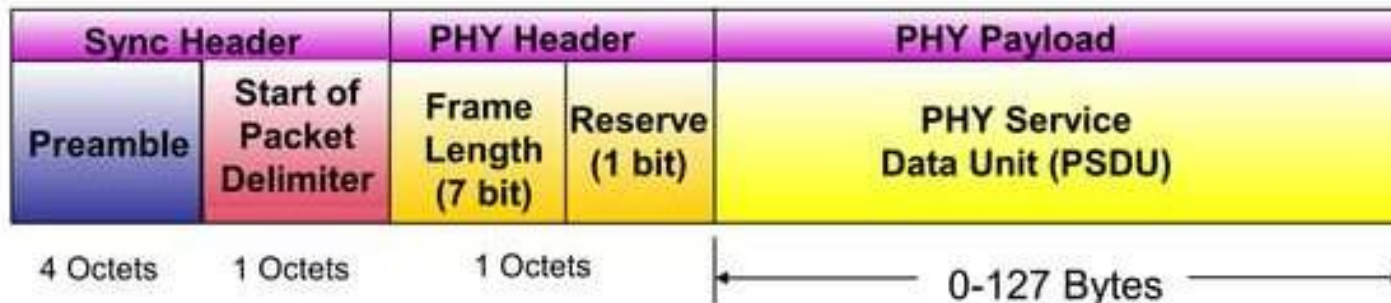 Sync Header PHY Header PHY Payload
Preamble
Start of
Packet
Delimiter
Frame
Length
(7 bit)
Reserve
(1 bit)
PHY Service
Data Unit (PSDU)
4 Octets 1 Octets 1 Octets 0-127 Bytes